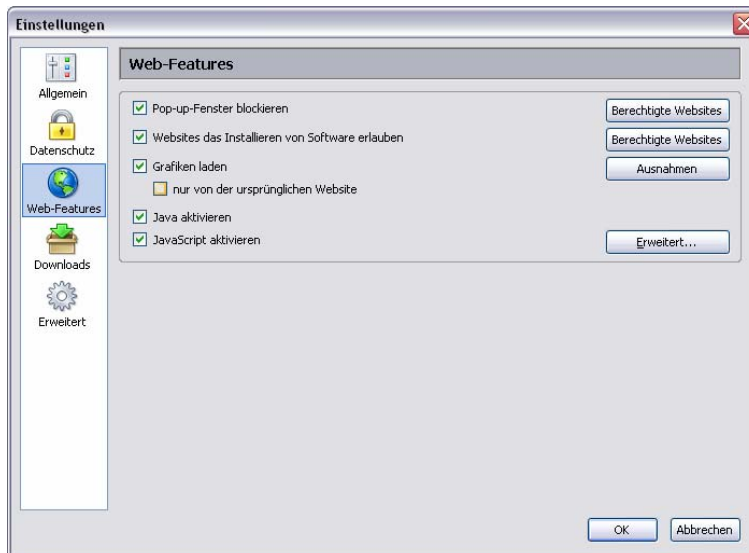 Einstellungen
Allgemein
Datenschutz
Web-Features
Downloads
Erweitert
Web-Features
Pop-up-Fenster blockieren
Berechtigte Websites
Websites das Installieren von Software erlauben
Berechtigte Websites
Grafiken laden
Ausnahmen
nur von der ursprünglichen Website
Java aktivieren
JavaScript aktivieren
Erweitert...
OK
Abbrechen